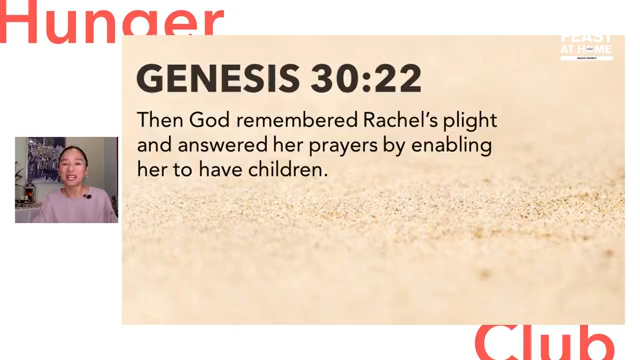 Hunger
FEAST
AT HOME
GENESIS 30:22
Then God remembered Rachel's plight
and answered her prayers by enabling
her to have children.
Club